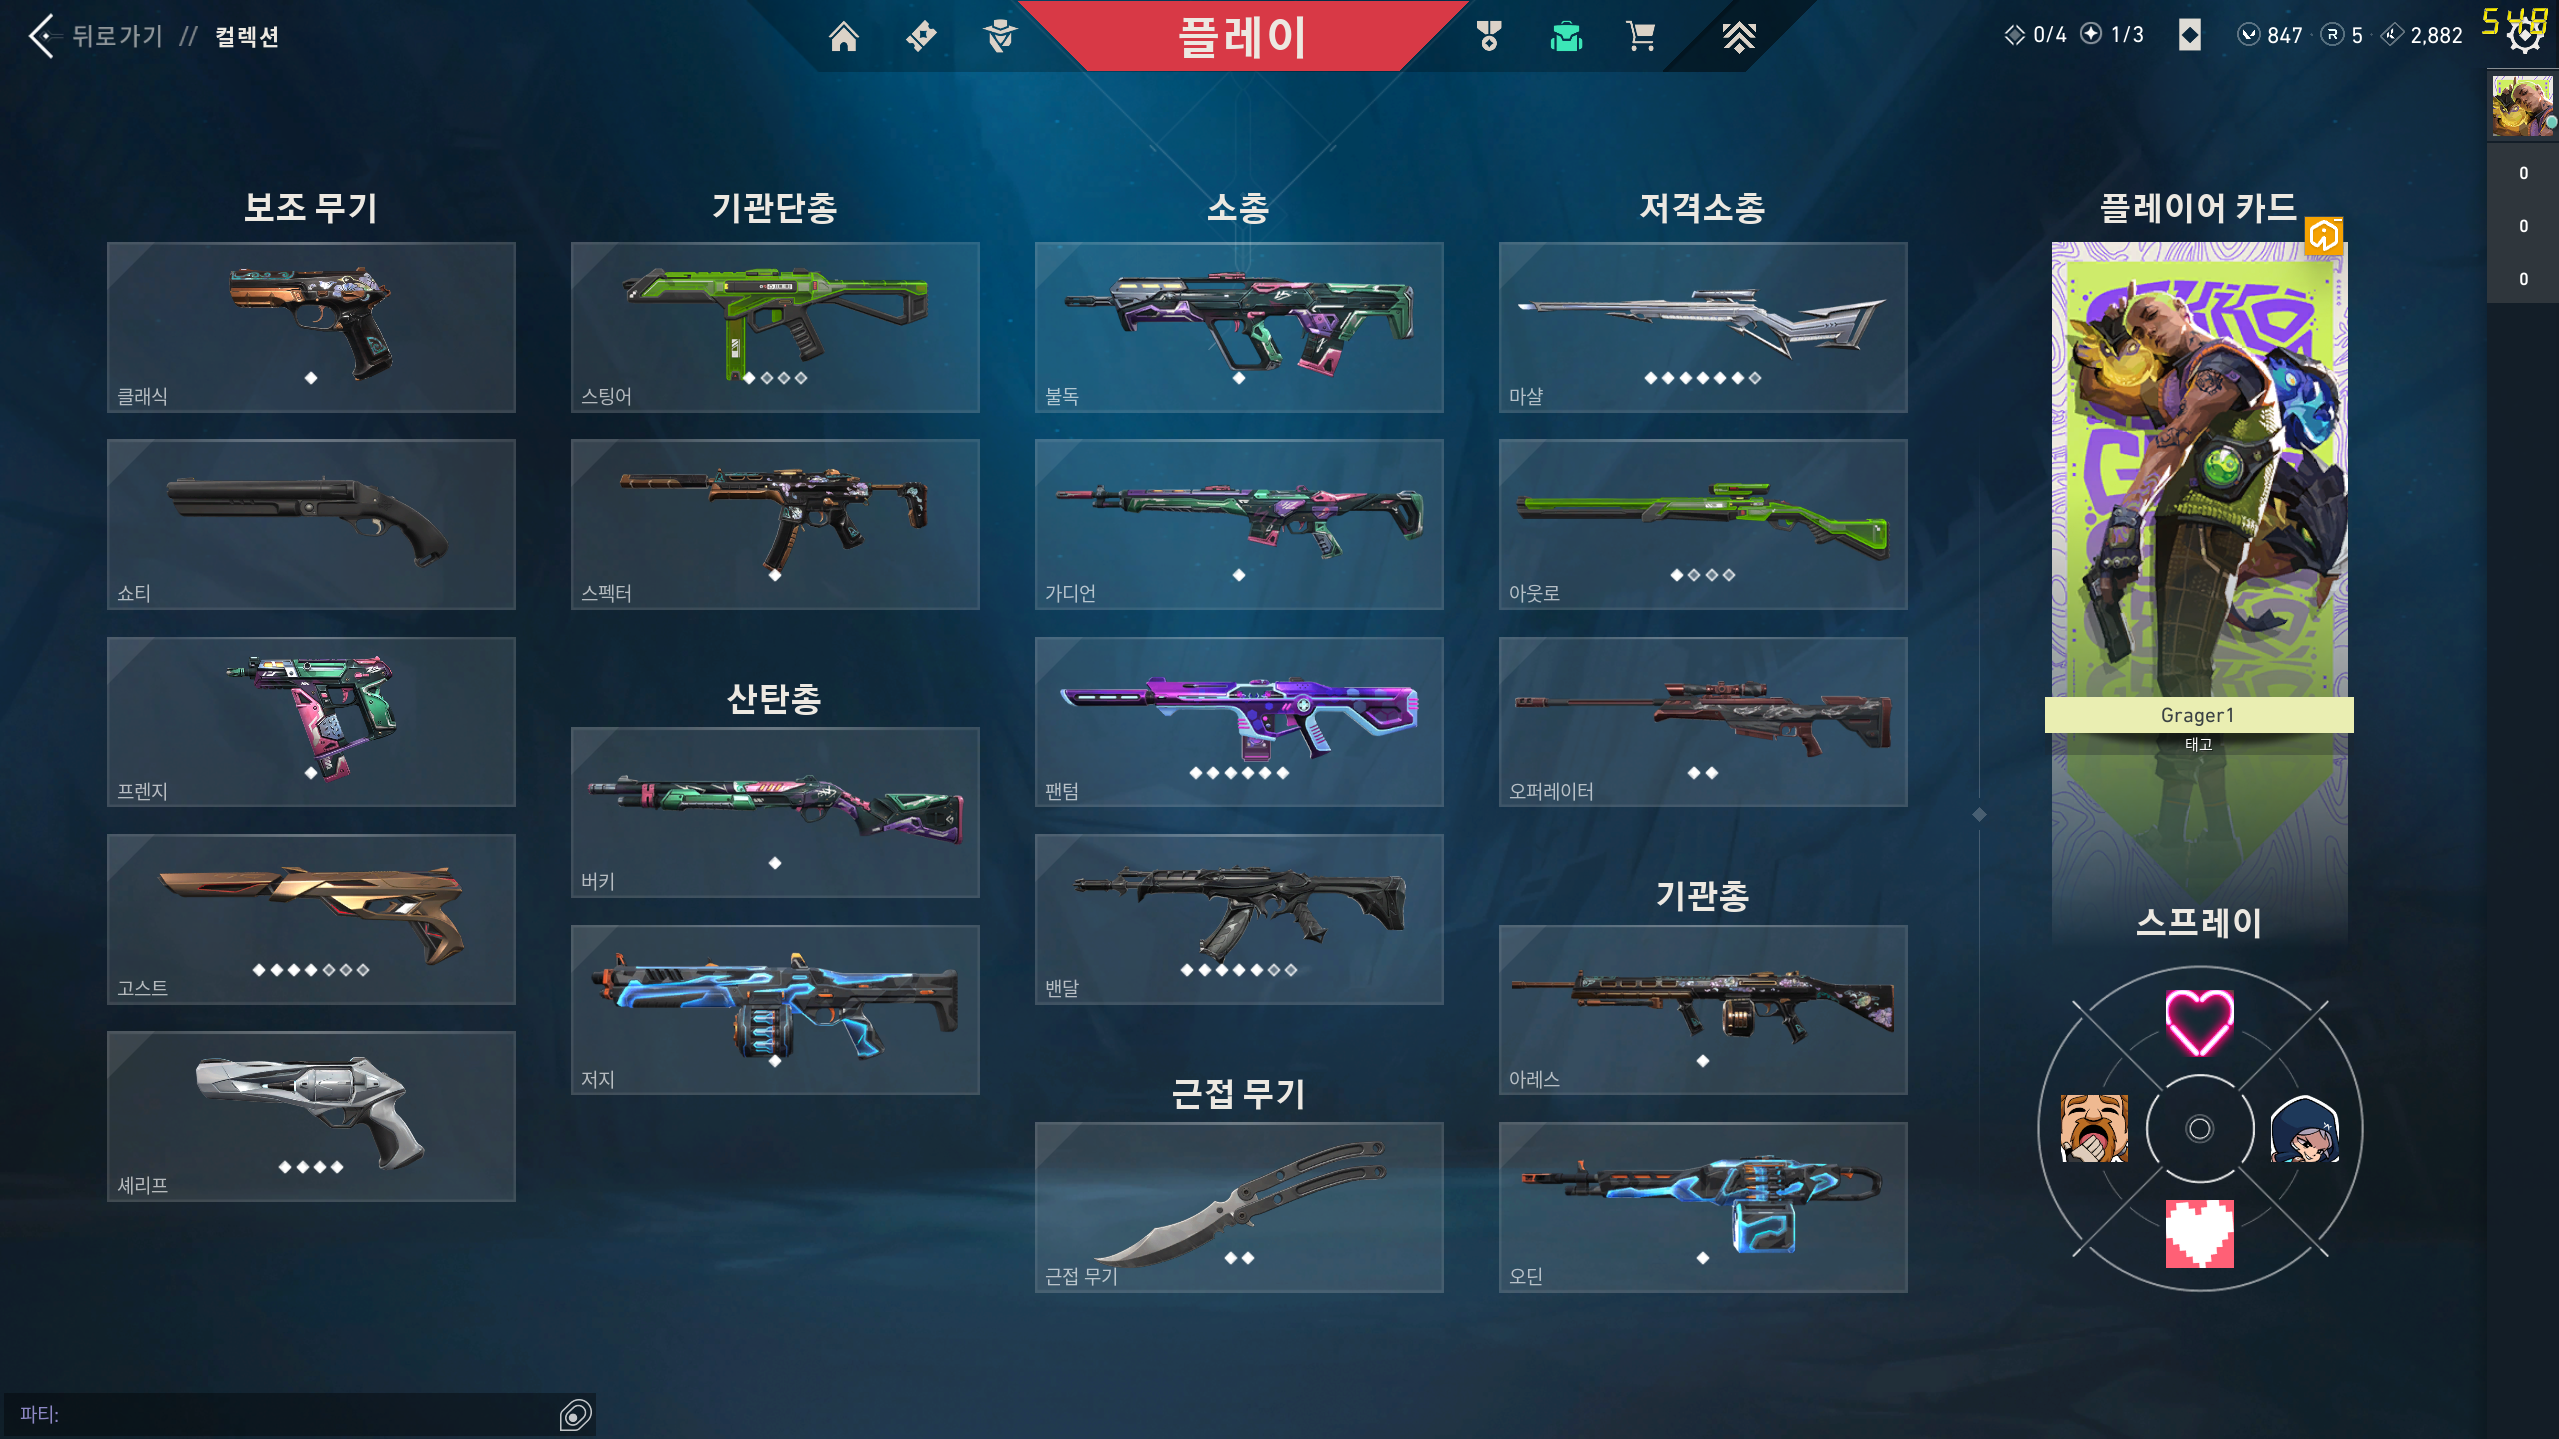 뒤로가기 // 컬렉션
플레이
0/4 1/3 847 R 5 2,882
548
0
0
0
보조 무기
클래식
쇼티
프렌지
고스트
셰리프
기관단총
스팅어
스펙터
산탄총
버키
저지
소총
불독
가디언
팬텀
밴달
근접 무기
근접 무기
저격소총
마샬
아웃로
오퍼레이터
기관총
아레스
오딘
플레이어 카드
Grager1
태고
스프레이
파티: